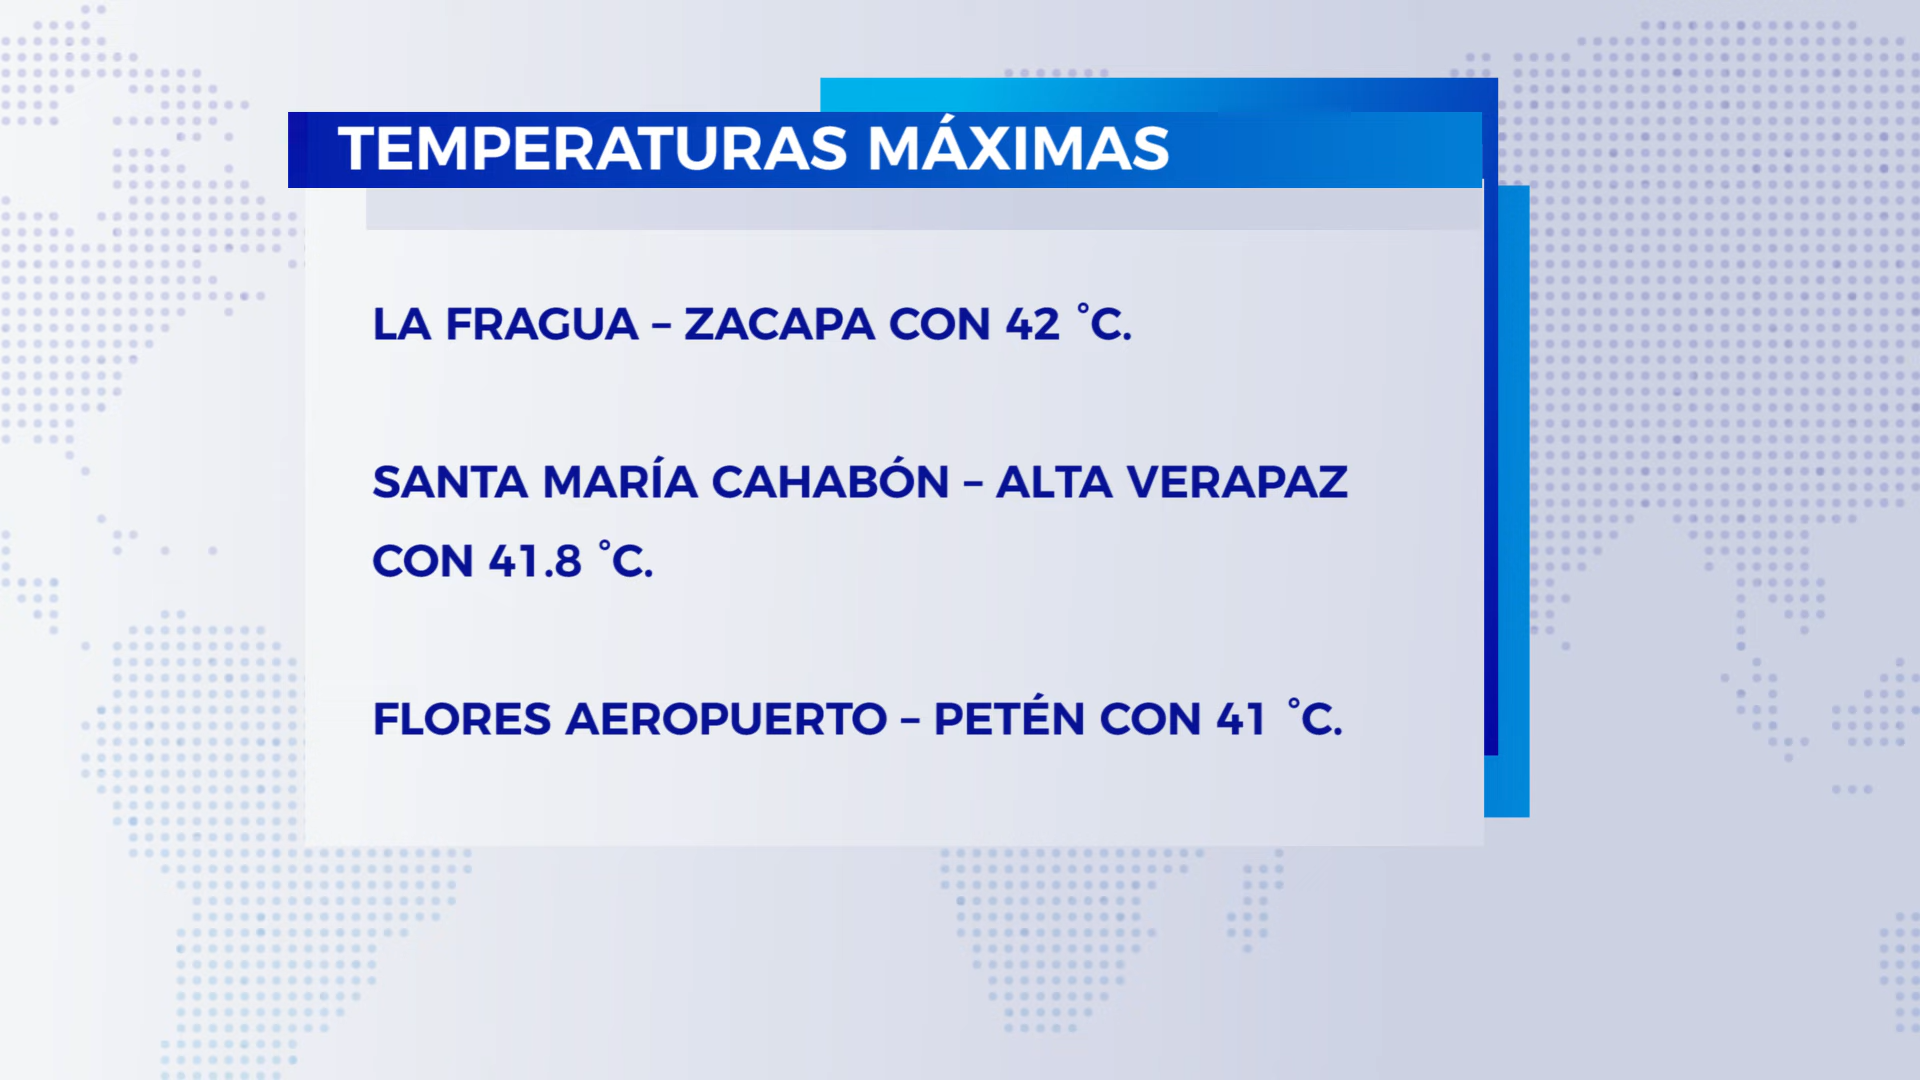 TEMPERATURAS MÁXIMAS
LA FRAGUA – ZACAPA CON 42 °C.
SANTA MARÍA CAHABÓN – ALTA VERAPAZ
CON 41.8 °C.
FLORES AEROPUERTO – PETÉN CON 41 °C.